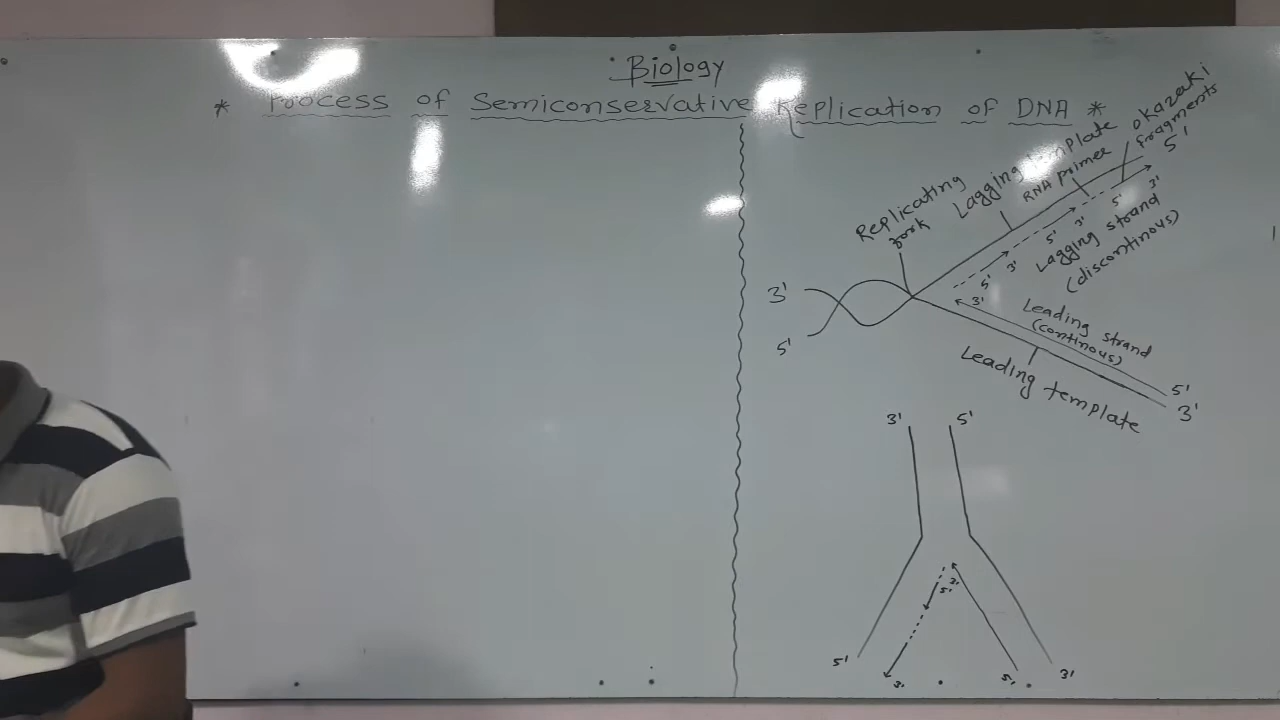 Biology
* Process of Semiconservative Replication of DNA *
Okazaki
fragments
5'
Lagging template
RNA primer
Replicating
fork
5'
3'
3'
5'
Lagging strand
(discontinous)
3'
5'
3'
5'
3'
Leading strand
(continous)
Leading template
5'
3'
3'
5'
3'
5'
5'
3'
5'
3'